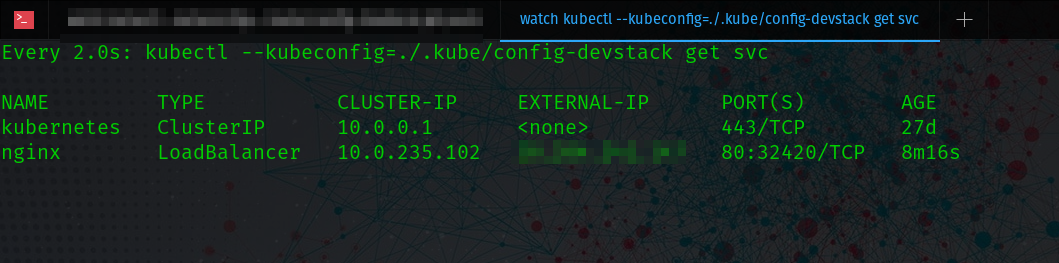 watch kubectl --kubeconfig=./.kube/config-devstack get svc
Every 2.0s: kubectl --kubeconfig=./.kube/config-devstack get svc
NAME TYPE CLUSTER-IP EXTERNAL-IP PORT(S) AGE
kubernetes ClusterIP 10.0.0.1 <none> 443/TCP 27d
nginx LoadBalancer 10.0.235.102 80:32420/TCP 8m16s